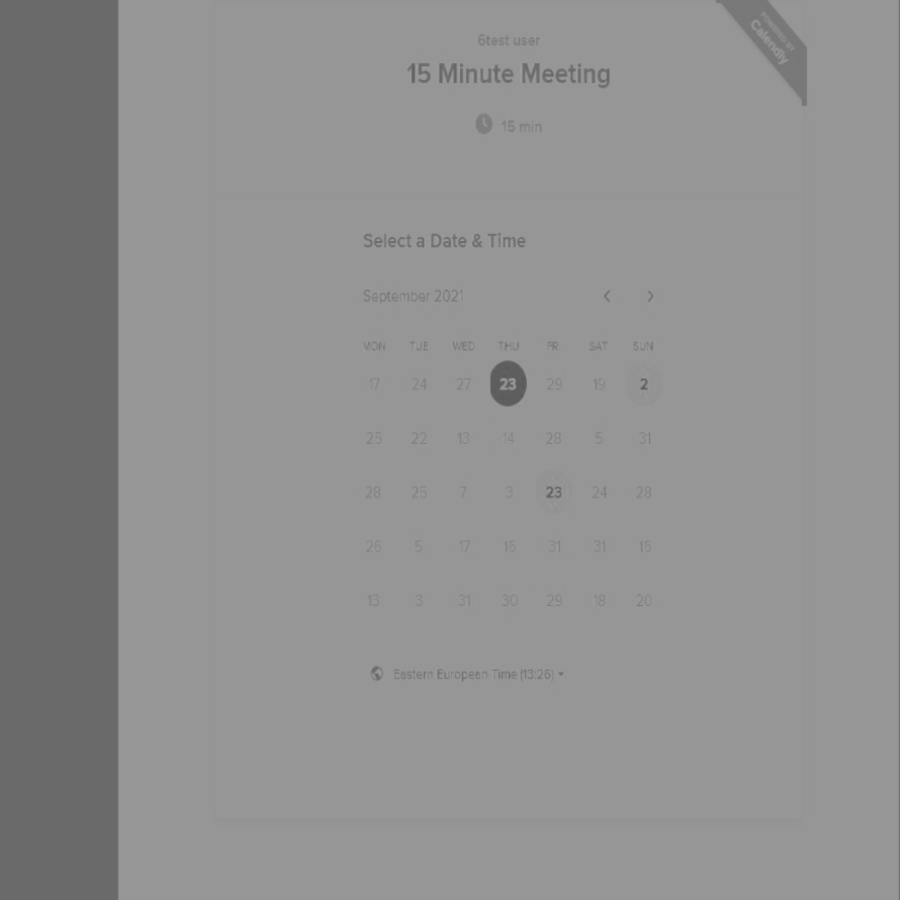 POWERED BY
Calendly
6test user
15 Minute Meeting
15 min
Select a Date & Time
September 2021
MON TUE WED THU FR SAT SUN
17 24 27 23 29 19 2
25 22 13 14 28 5 31
28 25 7 3 23 24 28
26 5 17 15 31 31 15
13 3 31 30 29 18 20
Eastern European Time (13:26)